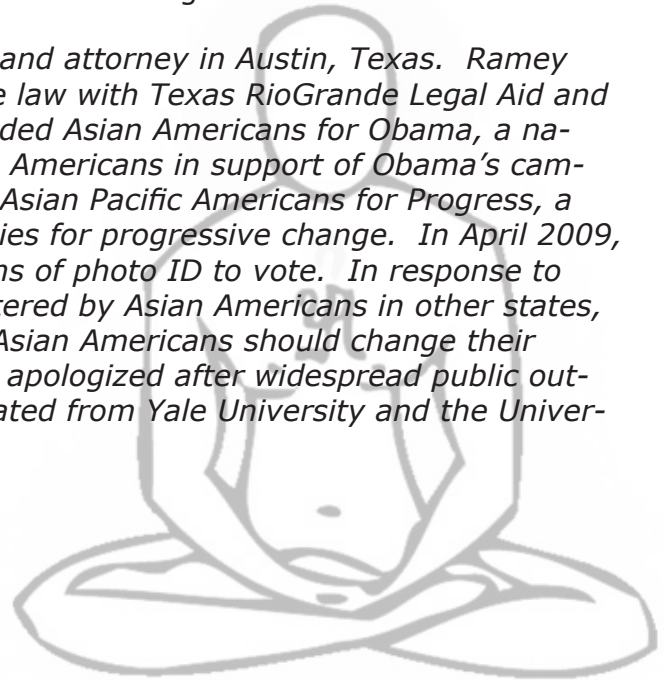 and attorney in Austin, Texas. Ramey
law with Texas RioGrande Legal Aid and
ded Asian Americans for Obama, a na-
Americans in support of Obama's cam-
Asian Pacific Americans for Progress, a
ies for progressive change. In April 2009,
ns of photo ID to vote. In response to
tered by Asian Americans in other states,
Asian Americans should change their
apologized after widespread public out-
ated from Yale University and the Univer-